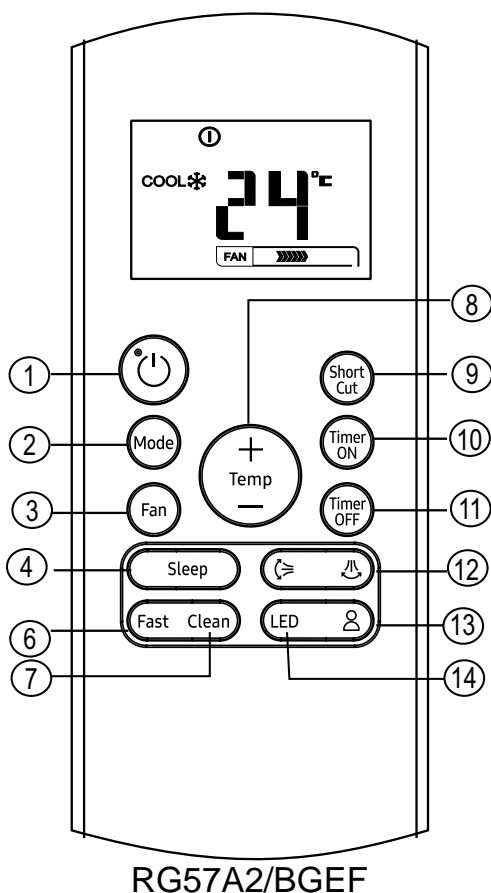 COOL 24°C
FAN
8
1
Short
Cut
9
2
Mode
Timer
ON
10
Temp
3
Fan
Timer
OFF
11
4
Sleep
12
6
Fast Clean
LED
13
7
14
RG57A2/BGEF